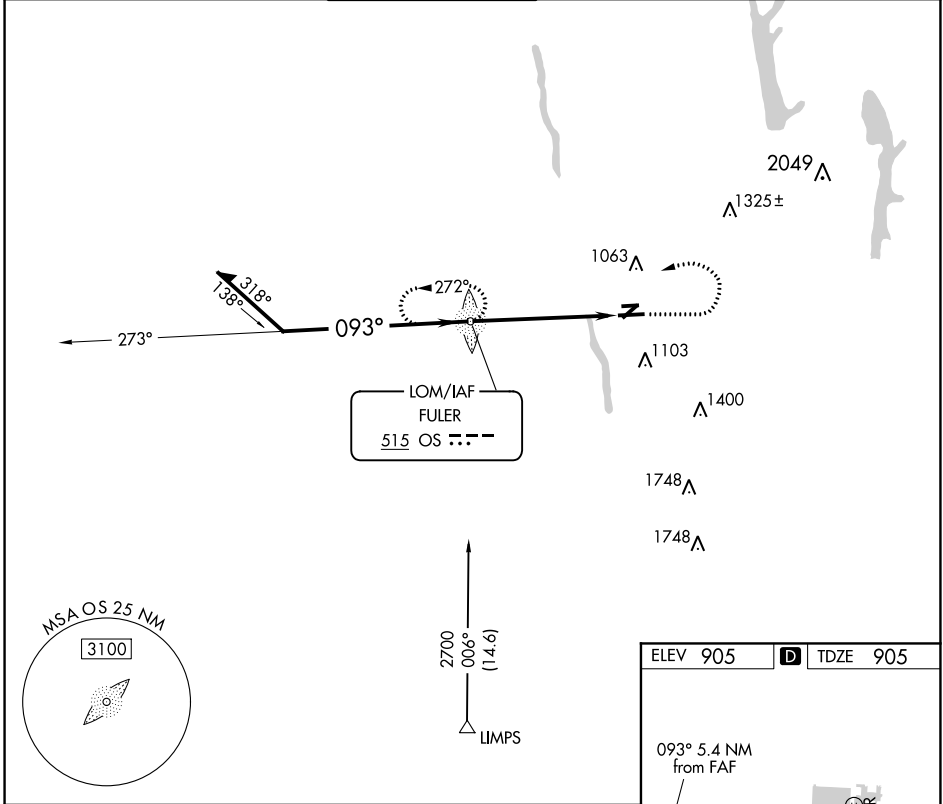 2049
1325±
1063
272°
318°
138°
093°
273°
1103
LOM/IAF
FULER
515 OS
1400
1748
1748
MSA OS 25 NM
3100
2700
006°
(14.6)
LIMPS
ELEV 905
D
TDZE 905
093° 5.4 NM
from FAF